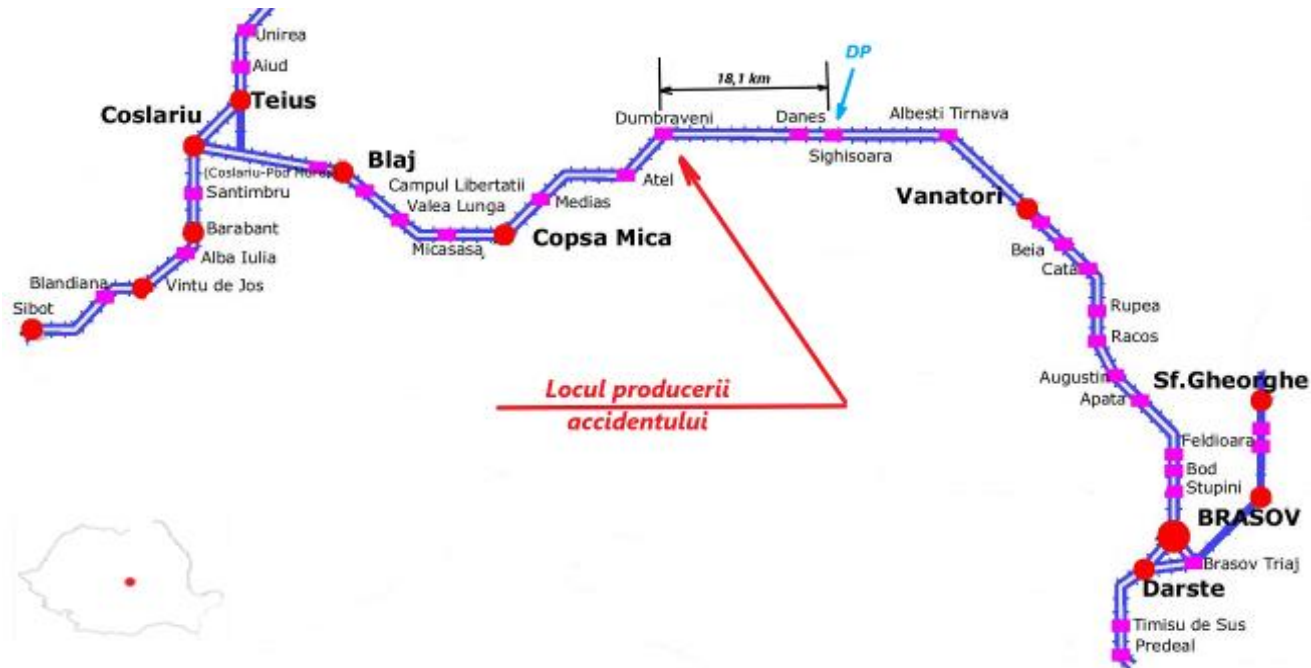 Unirea
Aiud
Teius
Coslariu
(Coslariu-Pod Mures)
Santimbru
Barabant
Alba Iulia
Vintu de Jos
Blandiana
Sibot
Blaj
Campul Libertatii
Valea Lunga
Micasasa
Copsa Mica
Medias
Atel
Dumbraveni
18,1 km
DP
Danes
Sighisoara
Albesti Tirnava
Vanatori
Beia
Cata
Rupea
Racos
Augustin
Apata
Sf.Gheorghe
Feldioara
Bod
Stupini
BRASOV
Brasov Triaj
Darste
Timisu de Sus
Predeal
Locul producerii
accidentului